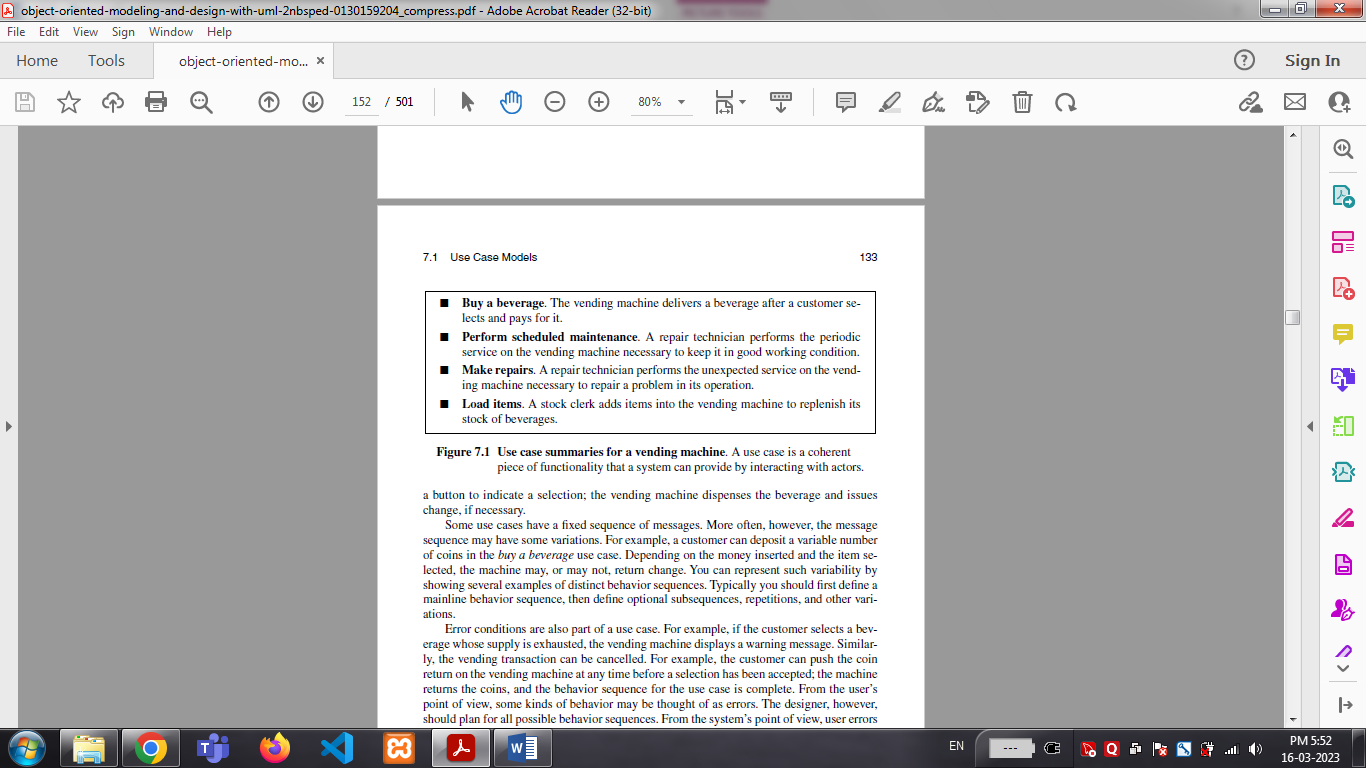 object-oriented-modeling-and-design-with-uml-2nbsped-0130159204_compress.pdf - Adobe Acrobat Reader (32-bit)
File Edit View Sign Window Help
Home Tools object-oriented-mo... × ? Sign In
152 / 501 80%
7.1 Use Case Models 133
■ Buy a beverage. The vending machine delivers a beverage after a customer se-
lects and pays for it.
■ Perform scheduled maintenance. A repair technician performs the periodic
service on the vending machine necessary to keep it in good working condition.
■ Make repairs. A repair technician performs the unexpected service on the vend-
ing machine necessary to repair a problem in its operation.
■ Load items. A stock clerk adds items into the vending machine to replenish its
stock of beverages.
Figure 7.1 Use case summaries for a vending machine. A use case is a coherent
piece of functionality that a system can provide by interacting with actors.
a button to indicate a selection; the vending machine dispenses the beverage and issues
change, if necessary.
Some use cases have a fixed sequence of messages. More often, however, the message
sequence may have some variations. For example, a customer can deposit a variable number
of coins in the buy a beverage use case. Depending on the money inserted and the item se-
lected, the machine may, or may not, return change. You can represent such variability by
showing several examples of distinct behavior sequences. Typically you should first define a
mainline behavior sequence, then define optional subsequences, repetitions, and other vari-
ations.
Error conditions are also part of a use case. For example, if the customer selects a bev-
erage whose supply is exhausted, the vending machine displays a warning message. Similar-
ly, the vending transaction can be cancelled. For example, the customer can push the coin
return on the vending machine at any time before a selection has been accepted; the machine
returns the coins, and the behavior sequence for the use case is complete. From the user's
point of view, some kinds of behavior may be thought of as errors. The designer, however,
should plan for all possible behavior sequences. From the system's point of view, user errors
EN --- PM 5:52
16-03-2023